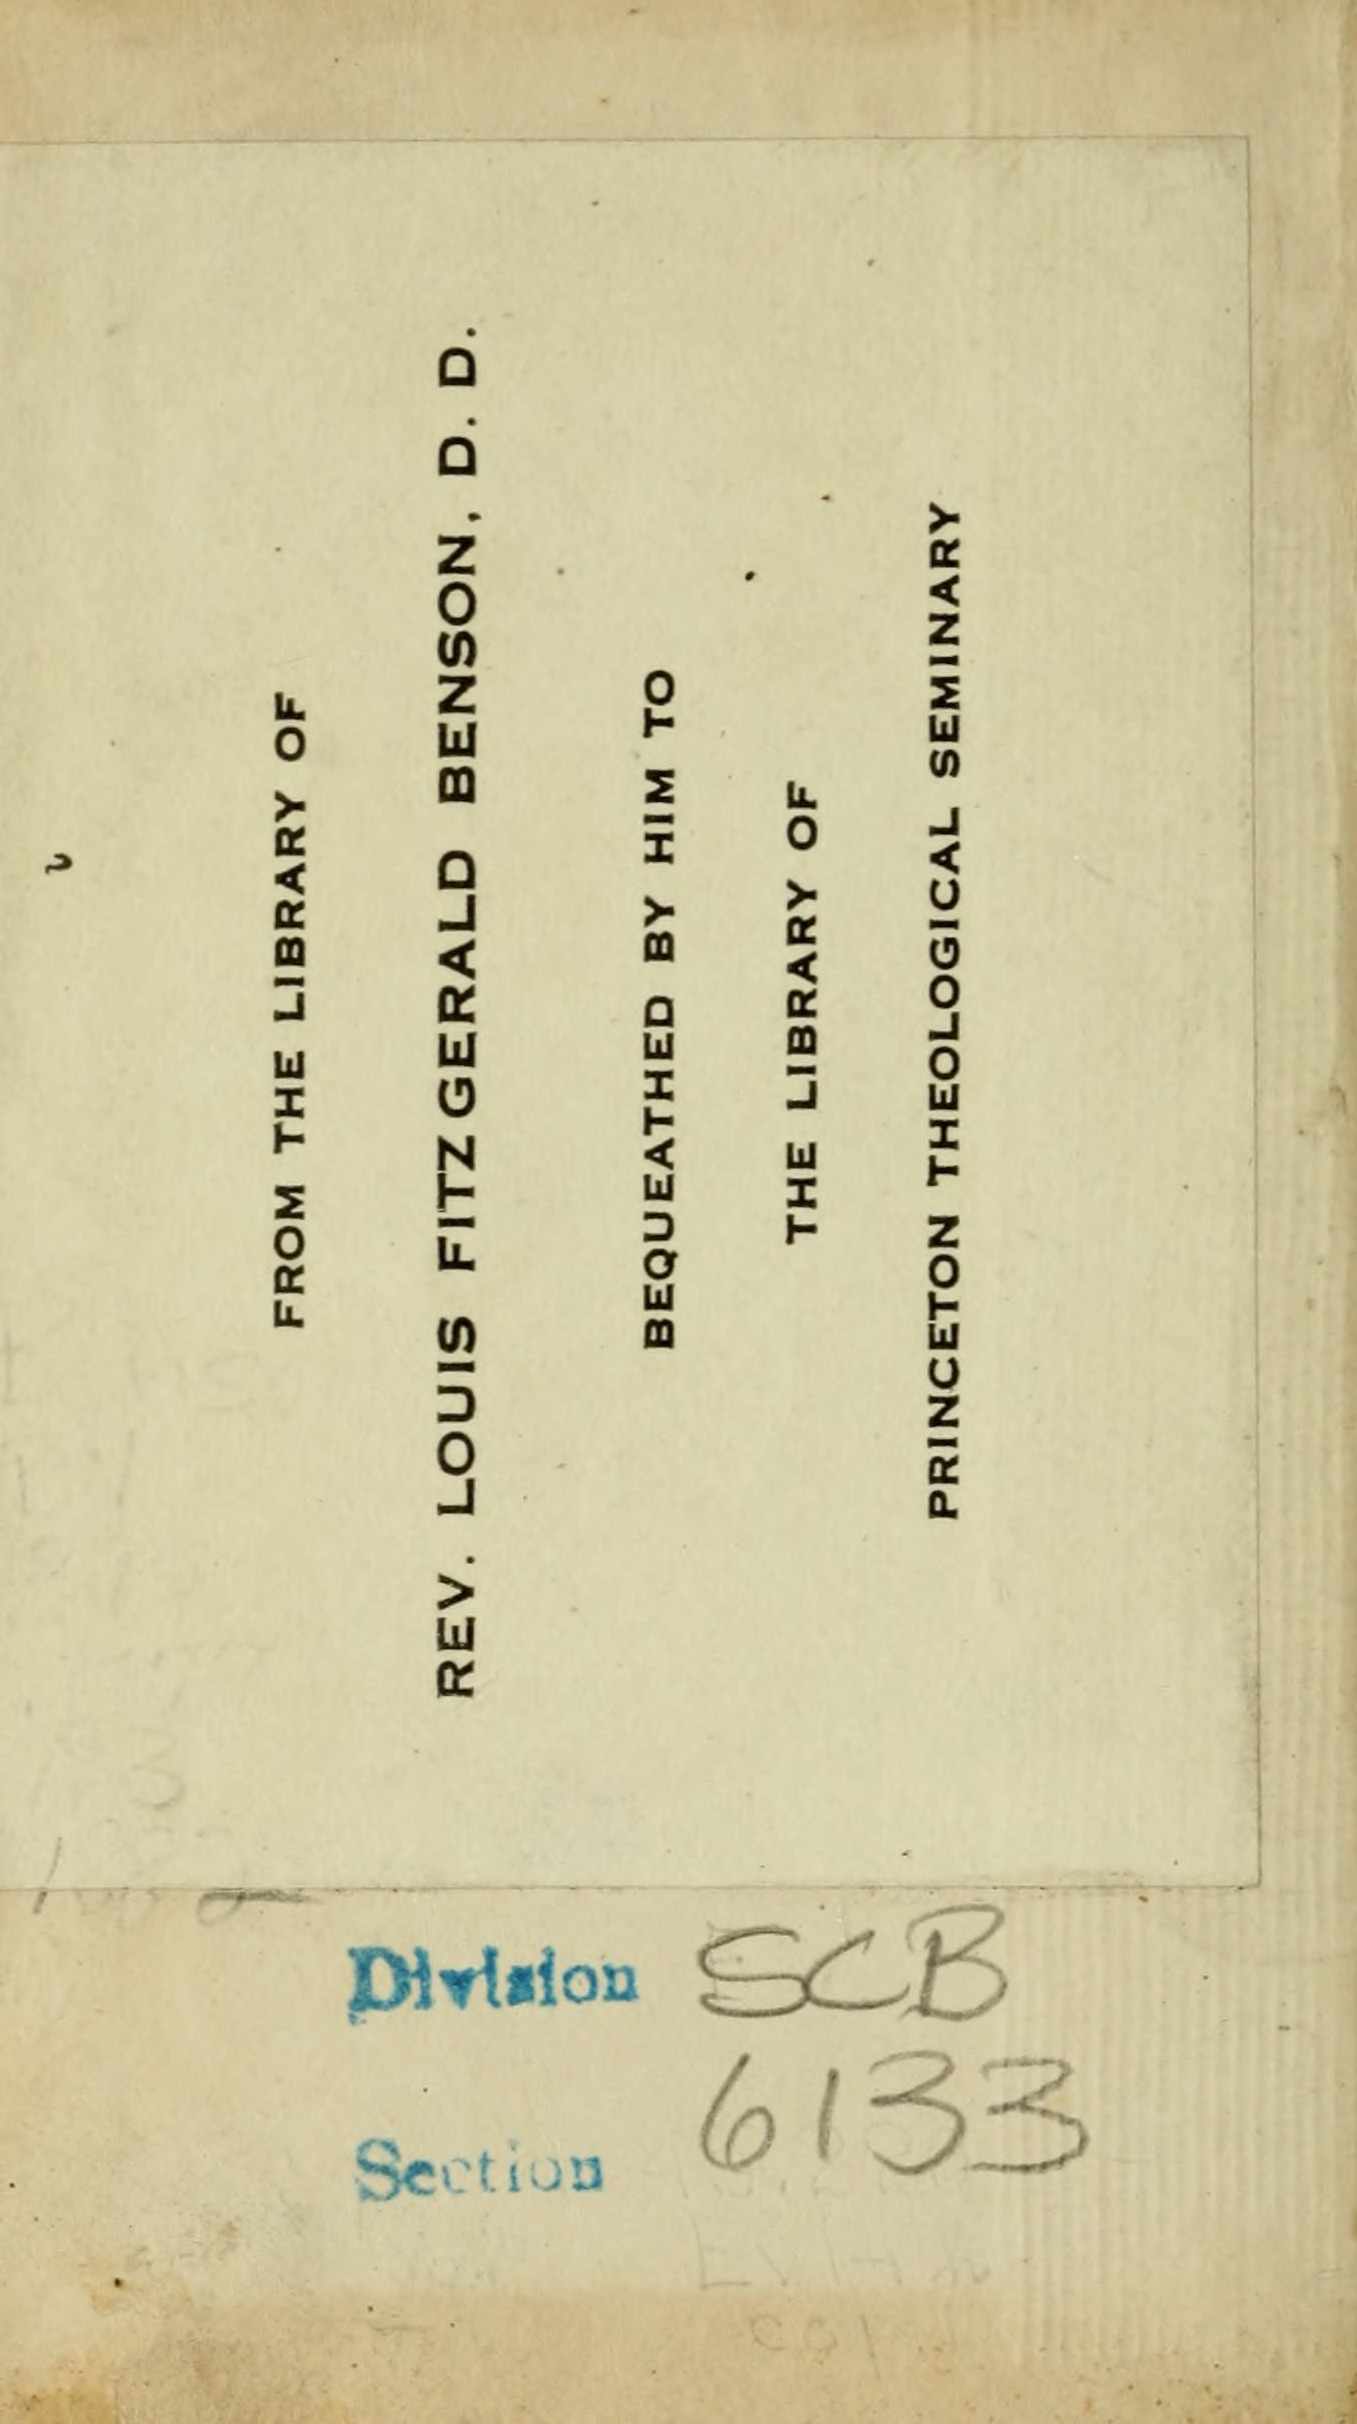 FROM THE LIBRARY OF
REV. LOUIS FITZGERALD BENSON, D. D.
BEQUEATHED BY HIM TO
THE LIBRARY OF
PRINCETON THEOLOGICAL SEMINARY
Division SCB
Section 6133